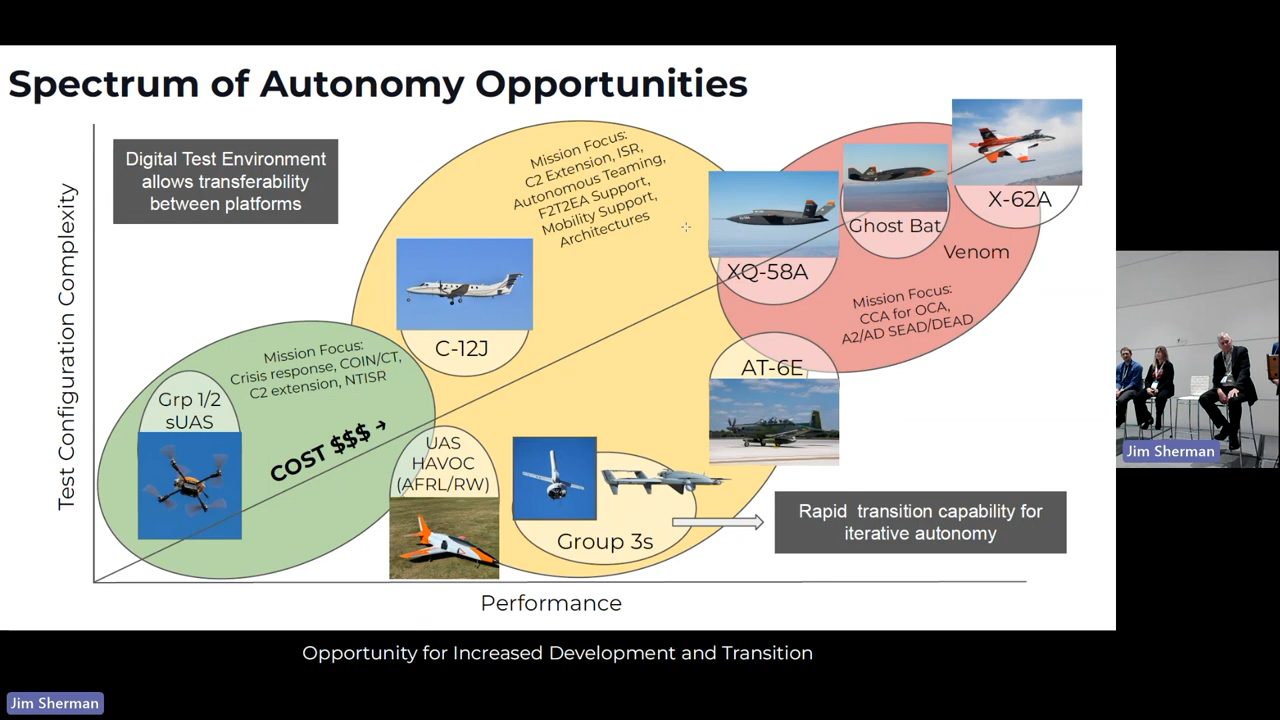 Spectrum of Autonomy Opportunities
Test Configuration Complexity
Digital Test Environment
allows transferability
between platforms
Mission Focus:
C2 Extension, ISR,
Autonomous Teaming,
F2T2EA Support,
Mobility Support,
Architectures
X-62A
Ghost Bat
Venom
XQ-58A
Mission Focus:
CCA for OCA,
A2/AD SEAD/DEAD
C-12J
Mission Focus:
Crisis response, COIN/CT,
C2 extension, NTISR
AT-6E
Grp 1/2
sUAS
COST $$$ →
UAS
HAVOC
(AFRL/RW)
Group 3s
Rapid transition capability for
iterative autonomy
Performance
Opportunity for Increased Development and Transition
Jim Sherman
Jim Sherman